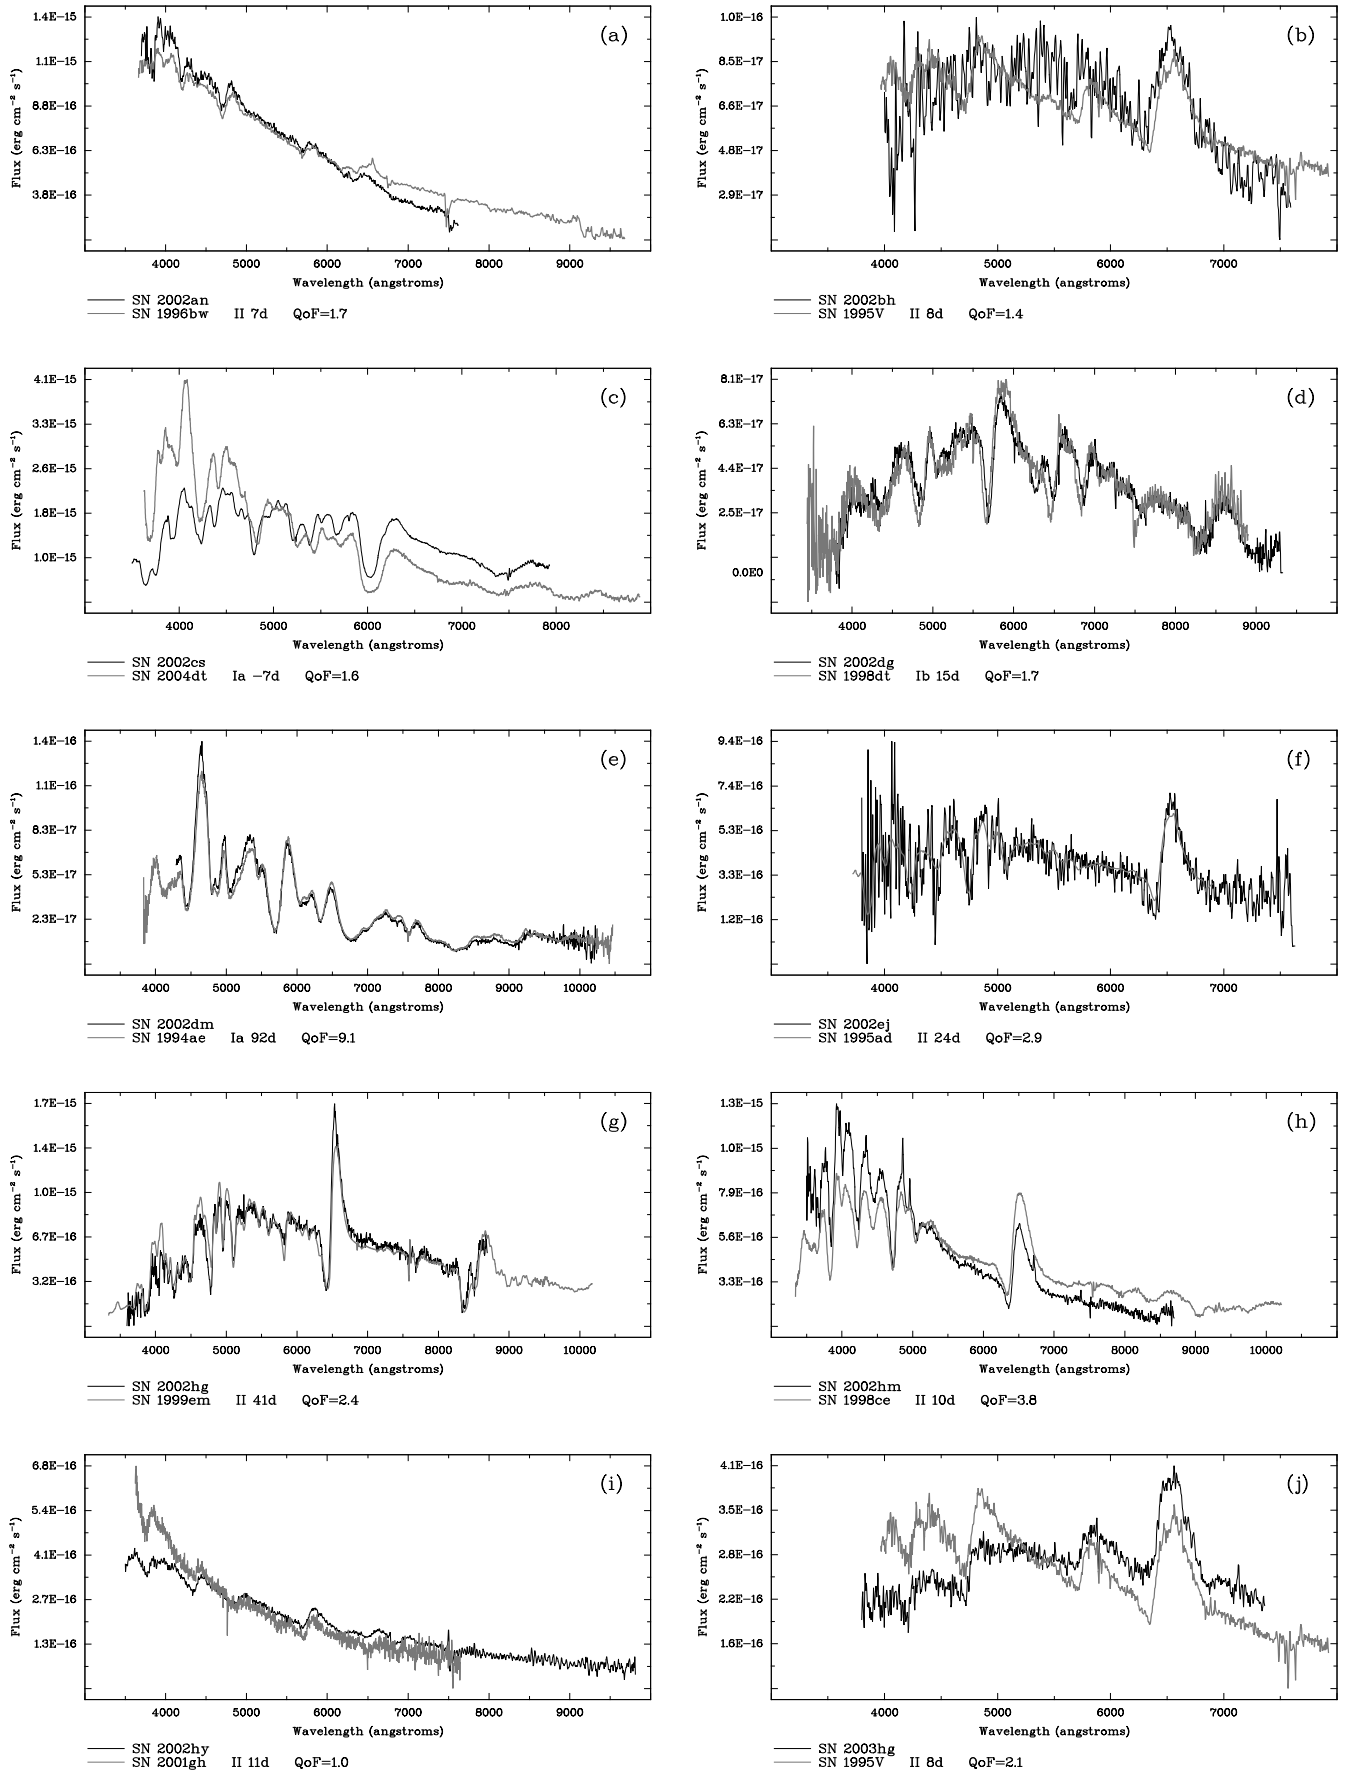 (a)
1.4E−15
1.1E−15
8.8E−16
6.3E−16
3.8E−16
Flux (erg cm−2 s−1)
4000 5000 6000 7000 8000 9000
Wavelength (angstroms)
SN 2002an
SN 1996bw II 7d QoF=1.7
(b)
1.0E−16
8.5E−17
6.6E−17
4.8E−17
2.9E−17
Flux (erg cm−2 s−1)
4000 5000 6000 7000
Wavelength (angstroms)
SN 2002bh
SN 1995V II 8d QoF=1.4
(c)
4.1E−15
3.3E−15
2.6E−15
1.8E−15
1.0E−15
Flux (erg cm−2 s−1)
4000 5000 6000 7000 8000
Wavelength (angstroms)
SN 2002cs
SN 2004dt Ia −7d QoF=1.6
(d)
8.1E−17
6.3E−17
4.4E−17
2.5E−17
0.0E0
Flux (erg cm−2 s−1)
4000 5000 6000 7000 8000 9000
Wavelength (angstroms)
SN 2002dg
SN 1998dt Ib 15d QoF=1.7
(e)
1.4E−16
1.1E−16
8.3E−17
5.3E−17
2.3E−17
Flux (erg cm−2 s−1)
4000 5000 6000 7000 8000 9000 10000
Wavelength (angstroms)
SN 2002dm
SN 1994ae Ia 92d QoF=9.1
(f)
9.4E−16
7.4E−16
5.3E−16
3.3E−16
1.2E−16
Flux (erg cm−2 s−1)
4000 5000 6000 7000
Wavelength (angstroms)
SN 2002ej
SN 1995ad II 24d QoF=2.9
(g)
1.7E−15
1.4E−15
1.0E−15
6.7E−16
3.2E−16
Flux (erg cm−2 s−1)
4000 5000 6000 7000 8000 9000 10000
Wavelength (angstroms)
SN 2002hg
SN 1999em II 41d QoF=2.4
(h)
1.3E−15
1.0E−15
7.9E−16
5.6E−16
3.3E−16
Flux (erg cm−2 s−1)
4000 5000 6000 7000 8000 9000 10000
Wavelength (angstroms)
SN 2002hm
SN 1998ce II 10d QoF=3.8
(i)
6.8E−16
5.4E−16
4.1E−16
2.7E−16
1.3E−16
Flux (erg cm−2 s−1)
4000 5000 6000 7000 8000 9000
Wavelength (angstroms)
SN 2002hy
SN 2001gh II 11d QoF=1.0
(j)
4.1E−16
3.5E−16
2.8E−16
2.2E−16
1.6E−16
Flux (erg cm−2 s−1)
4000 5000 6000 7000
Wavelength (angstroms)
SN 2003hg
SN 1995V II 8d QoF=2.1